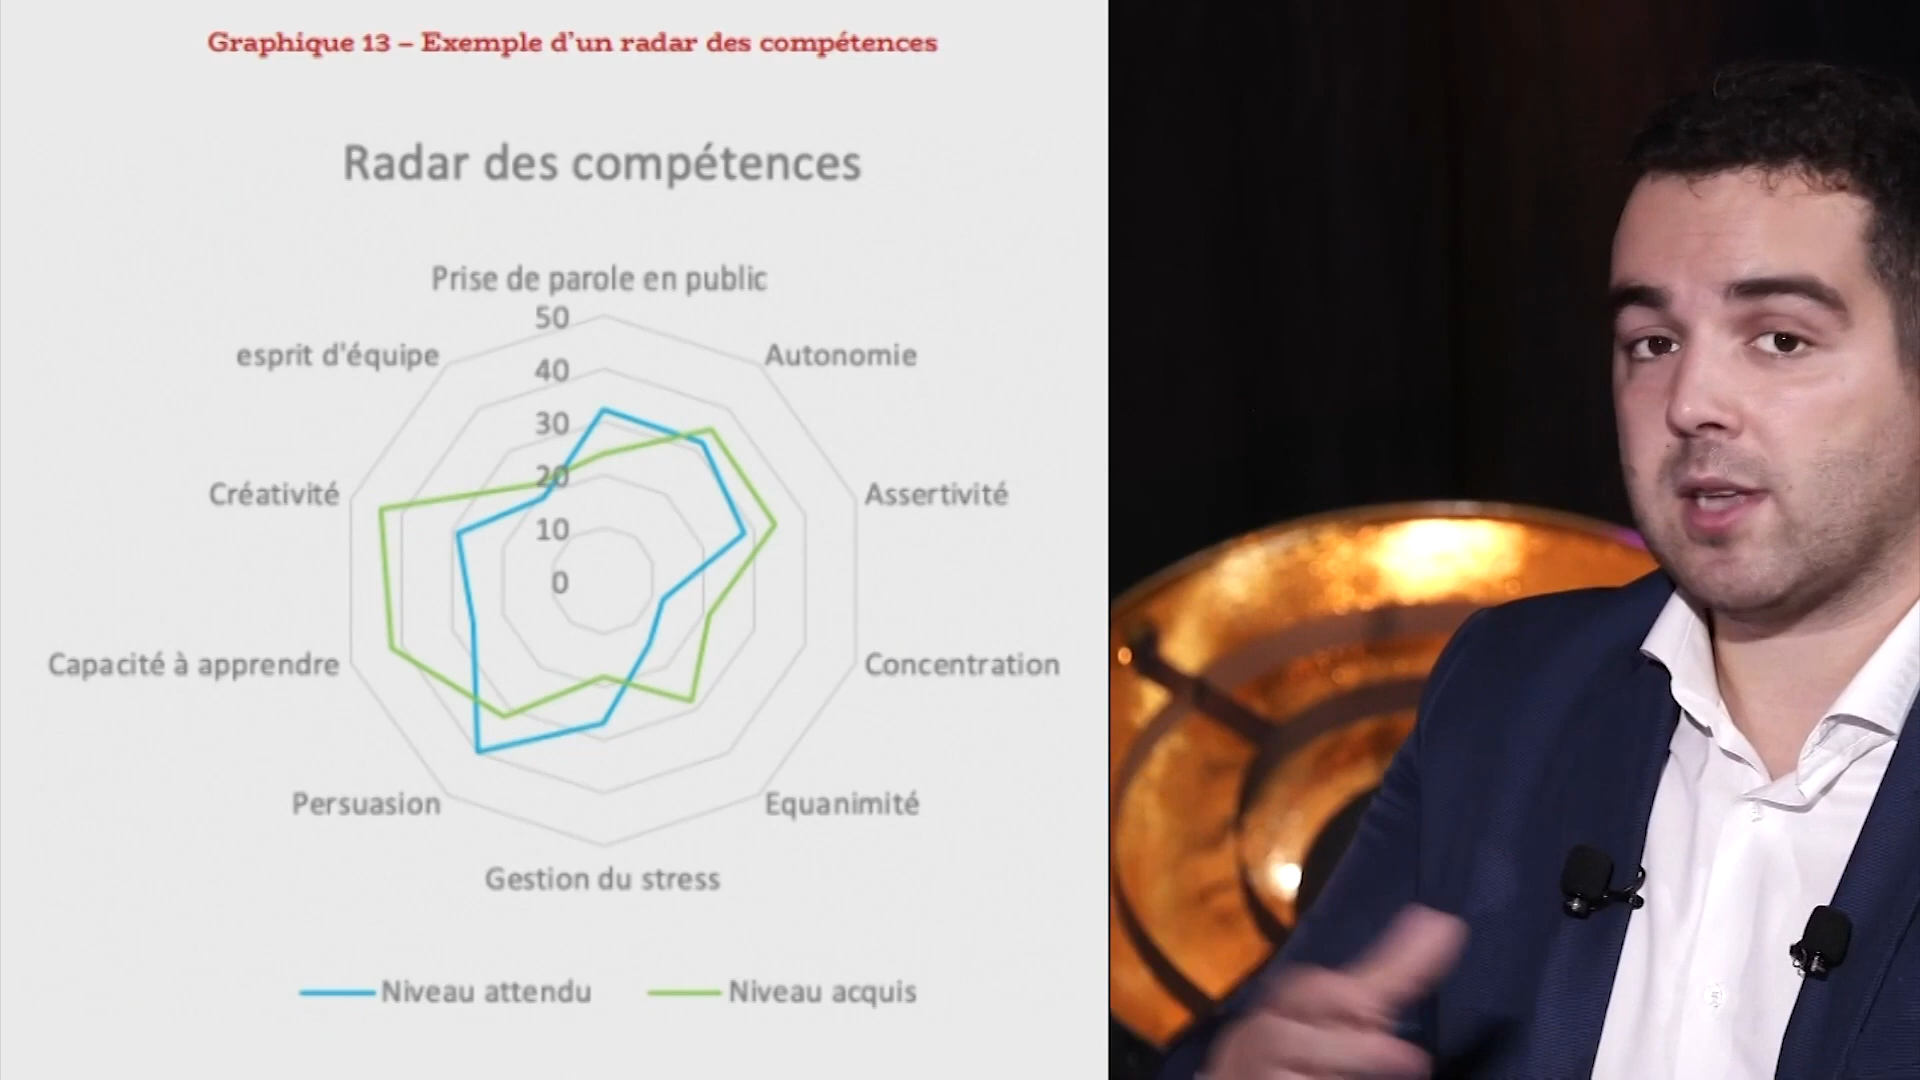 Graphique 13 – Exemple d'un radar des compétences
Radar des compétences
Prise de parole en public
50
esprit d'équipe
Autonomie
40
30
20
Créativité
Assertivité
10
0
Capacité à apprendre
Concentration
Persuasion
Equanimité
Gestion du stress
Niveau attendu
Niveau acquis